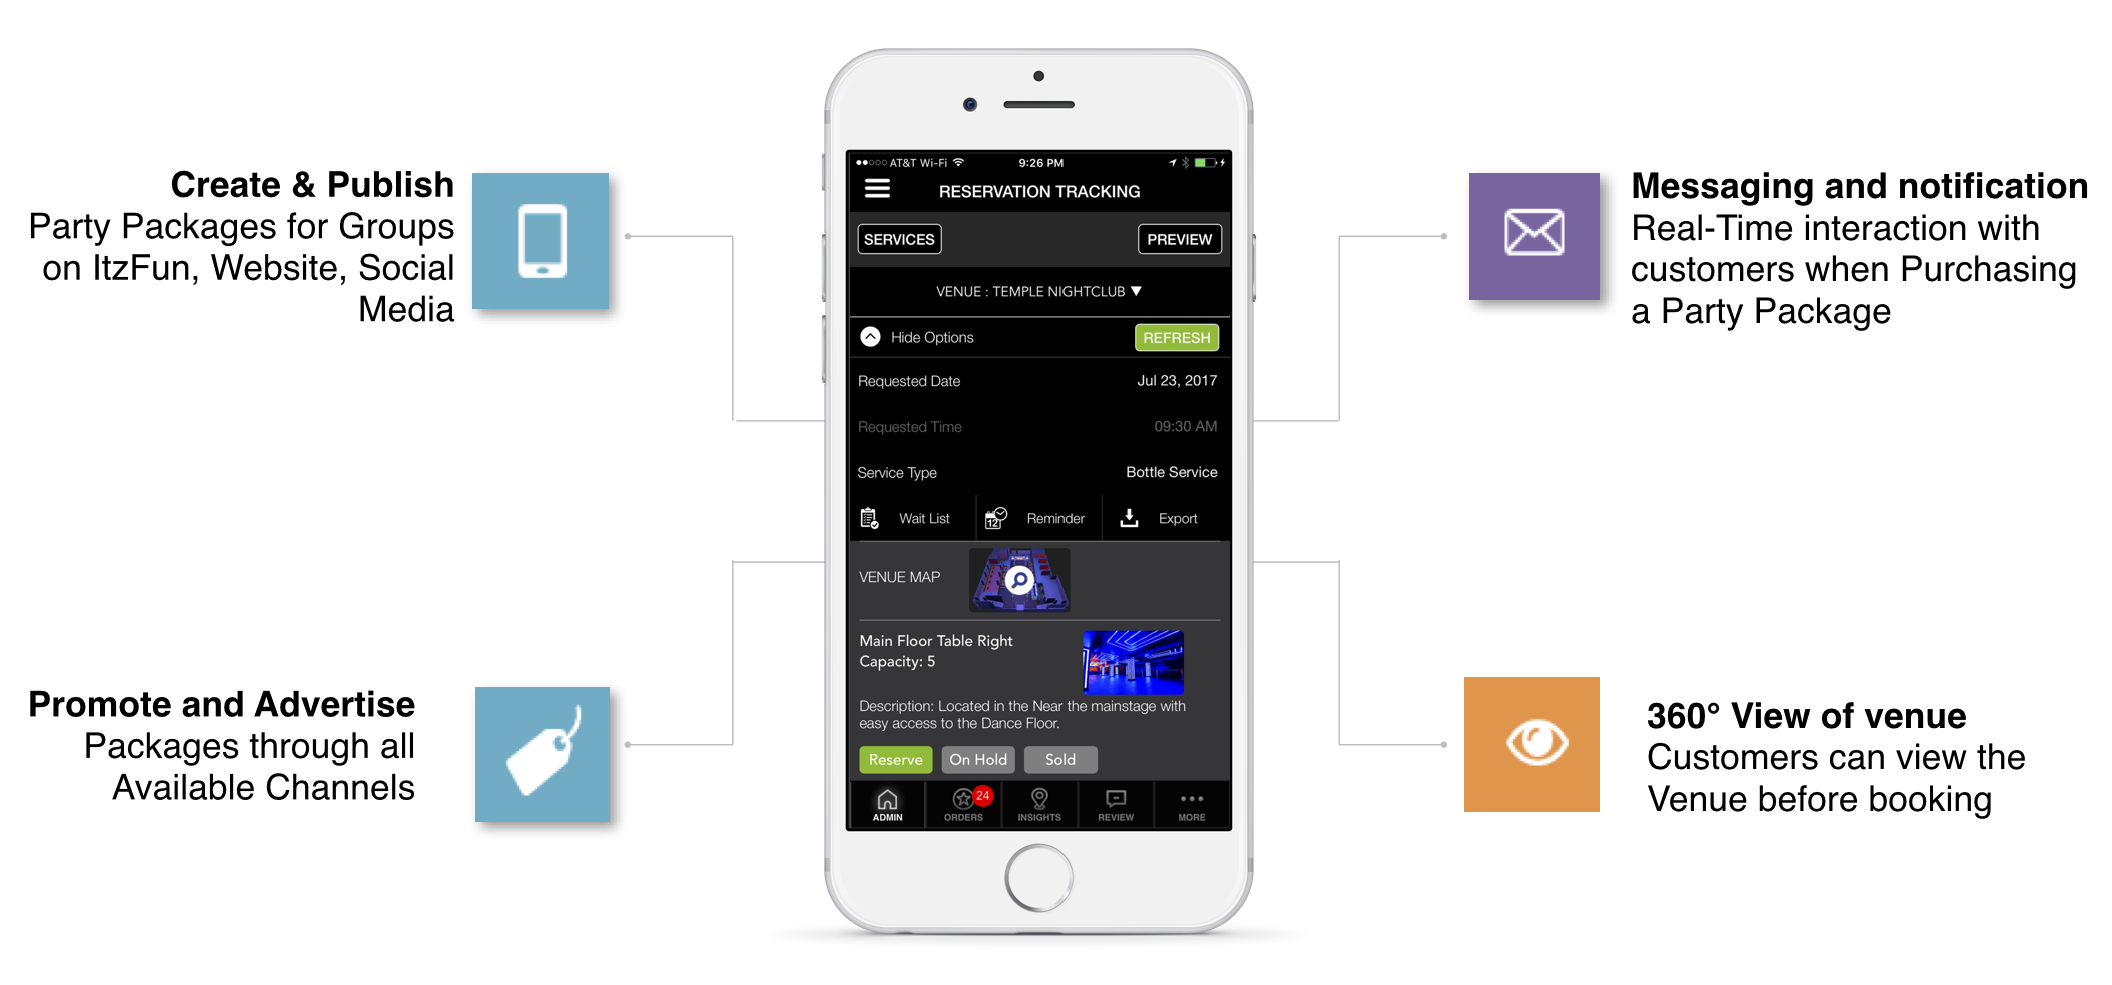 Create & Publish
Party Packages for Groups
on ItzFun, Website, Social
Media
Promote and Advertise
Packages through all
Available Channels
AT&T Wi-Fi 9:26 PM
RESERVATION TRACKING
SERVICES PREVIEW
VENUE : TEMPLE NIGHTCLUB ▼
Hide Options REFRESH
Requested Date Jul 23, 2017
Requested Time 09:30 AM
Service Type Bottle Service
12
Wait List Reminder Export
VENUE MAP
Main Floor Table Right
Capacity: 5
Description: Located in the Near the mainstage with
easy access to the Dance Floor.
Reserve On Hold Sold
24
ADMIN ORDERS INSIGHTS REVIEW MORE
Messaging and notification
Real-Time interaction with
customers when Purchasing
a Party Package
360° View of venue
Customers can view the
Venue before booking